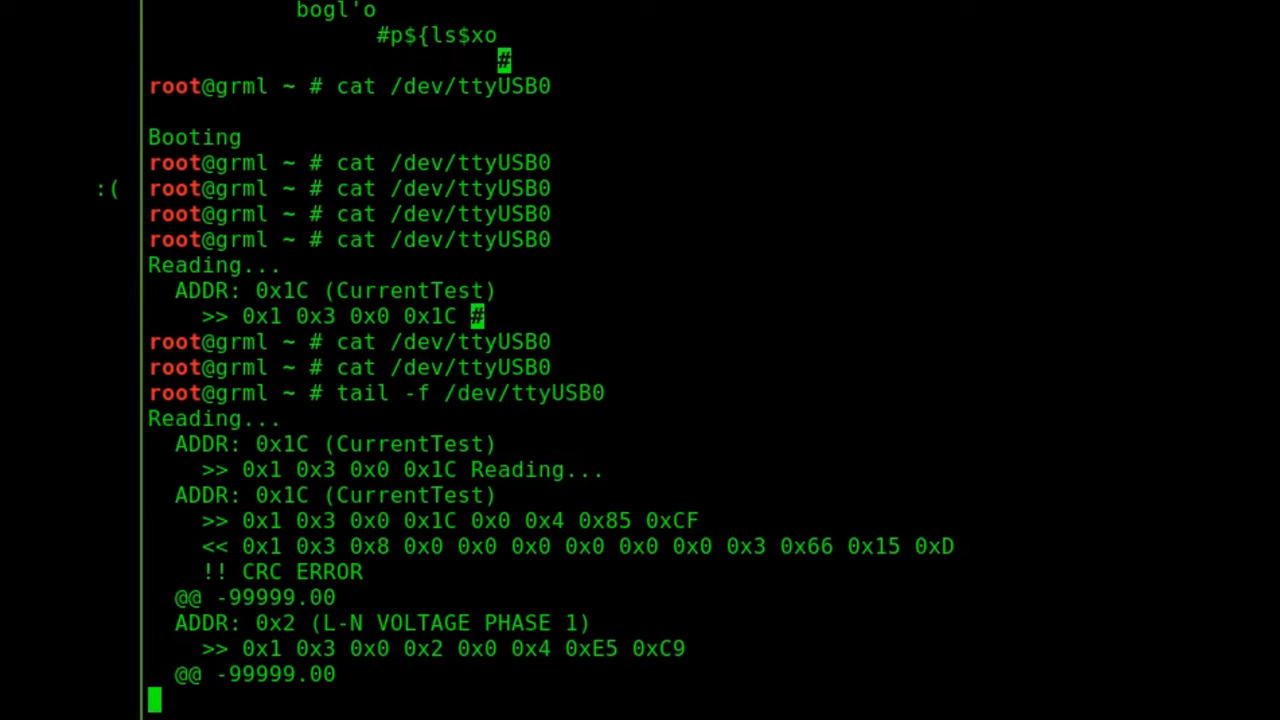 bogl'o
#p${ls$xo
#
root@grml ~ # cat /dev/ttyUSB0
Booting
root@grml ~ # cat /dev/ttyUSB0
:( root@grml ~ # cat /dev/ttyUSB0
root@grml ~ # cat /dev/ttyUSB0
root@grml ~ # cat /dev/ttyUSB0
Reading...
ADDR: 0x1C (CurrentTest)
>> 0x1 0x3 0x0 0x1C #
root@grml ~ # cat /dev/ttyUSB0
root@grml ~ # cat /dev/ttyUSB0
root@grml ~ # tail -f /dev/ttyUSB0
Reading...
ADDR: 0x1C (CurrentTest)
>> 0x1 0x3 0x0 0x1C Reading...
ADDR: 0x1C (CurrentTest)
>> 0x1 0x3 0x0 0x1C 0x0 0x4 0x85 0xCF
<< 0x1 0x3 0x8 0x0 0x0 0x0 0x0 0x0 0x0 0x3 0x66 0x15 0xD
!! CRC ERROR
@@ -99999.00
ADDR: 0x2 (L-N VOLTAGE PHASE 1)
>> 0x1 0x3 0x0 0x2 0x0 0x4 0xE5 0xC9
@@ -99999.00